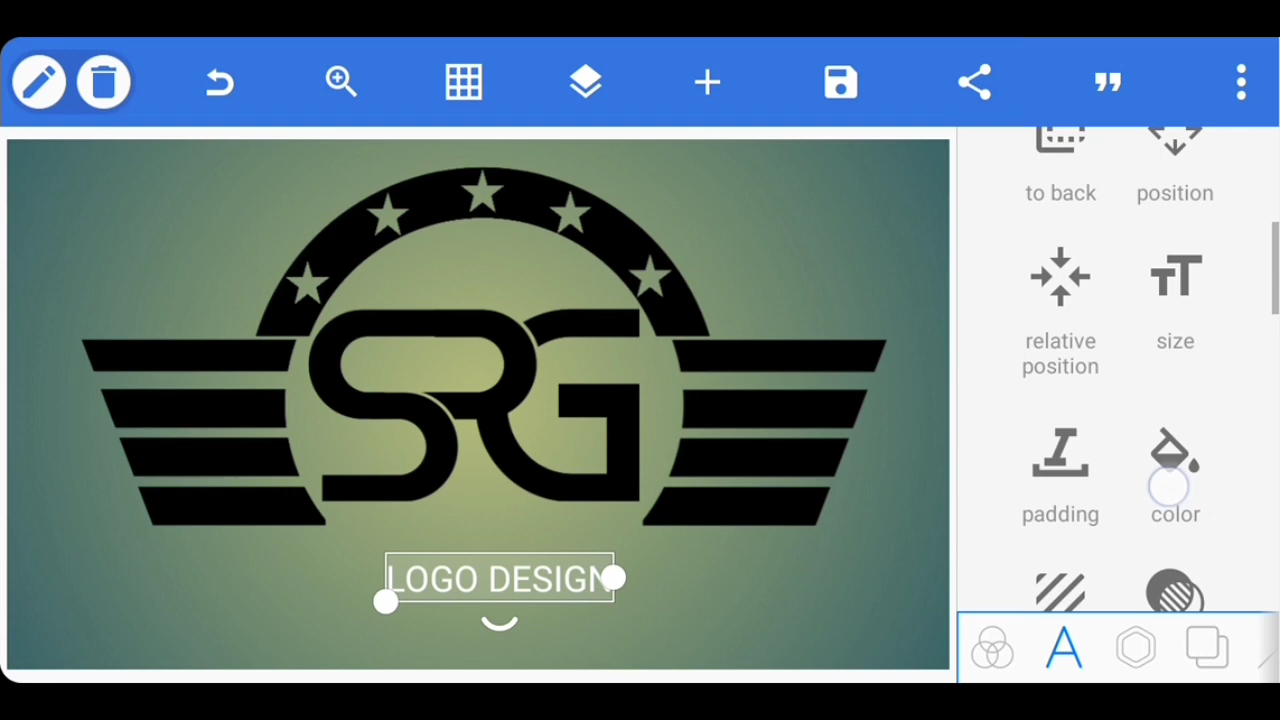 to back
position
relative
position
size
SRG
padding
color
LOGO DESIGN